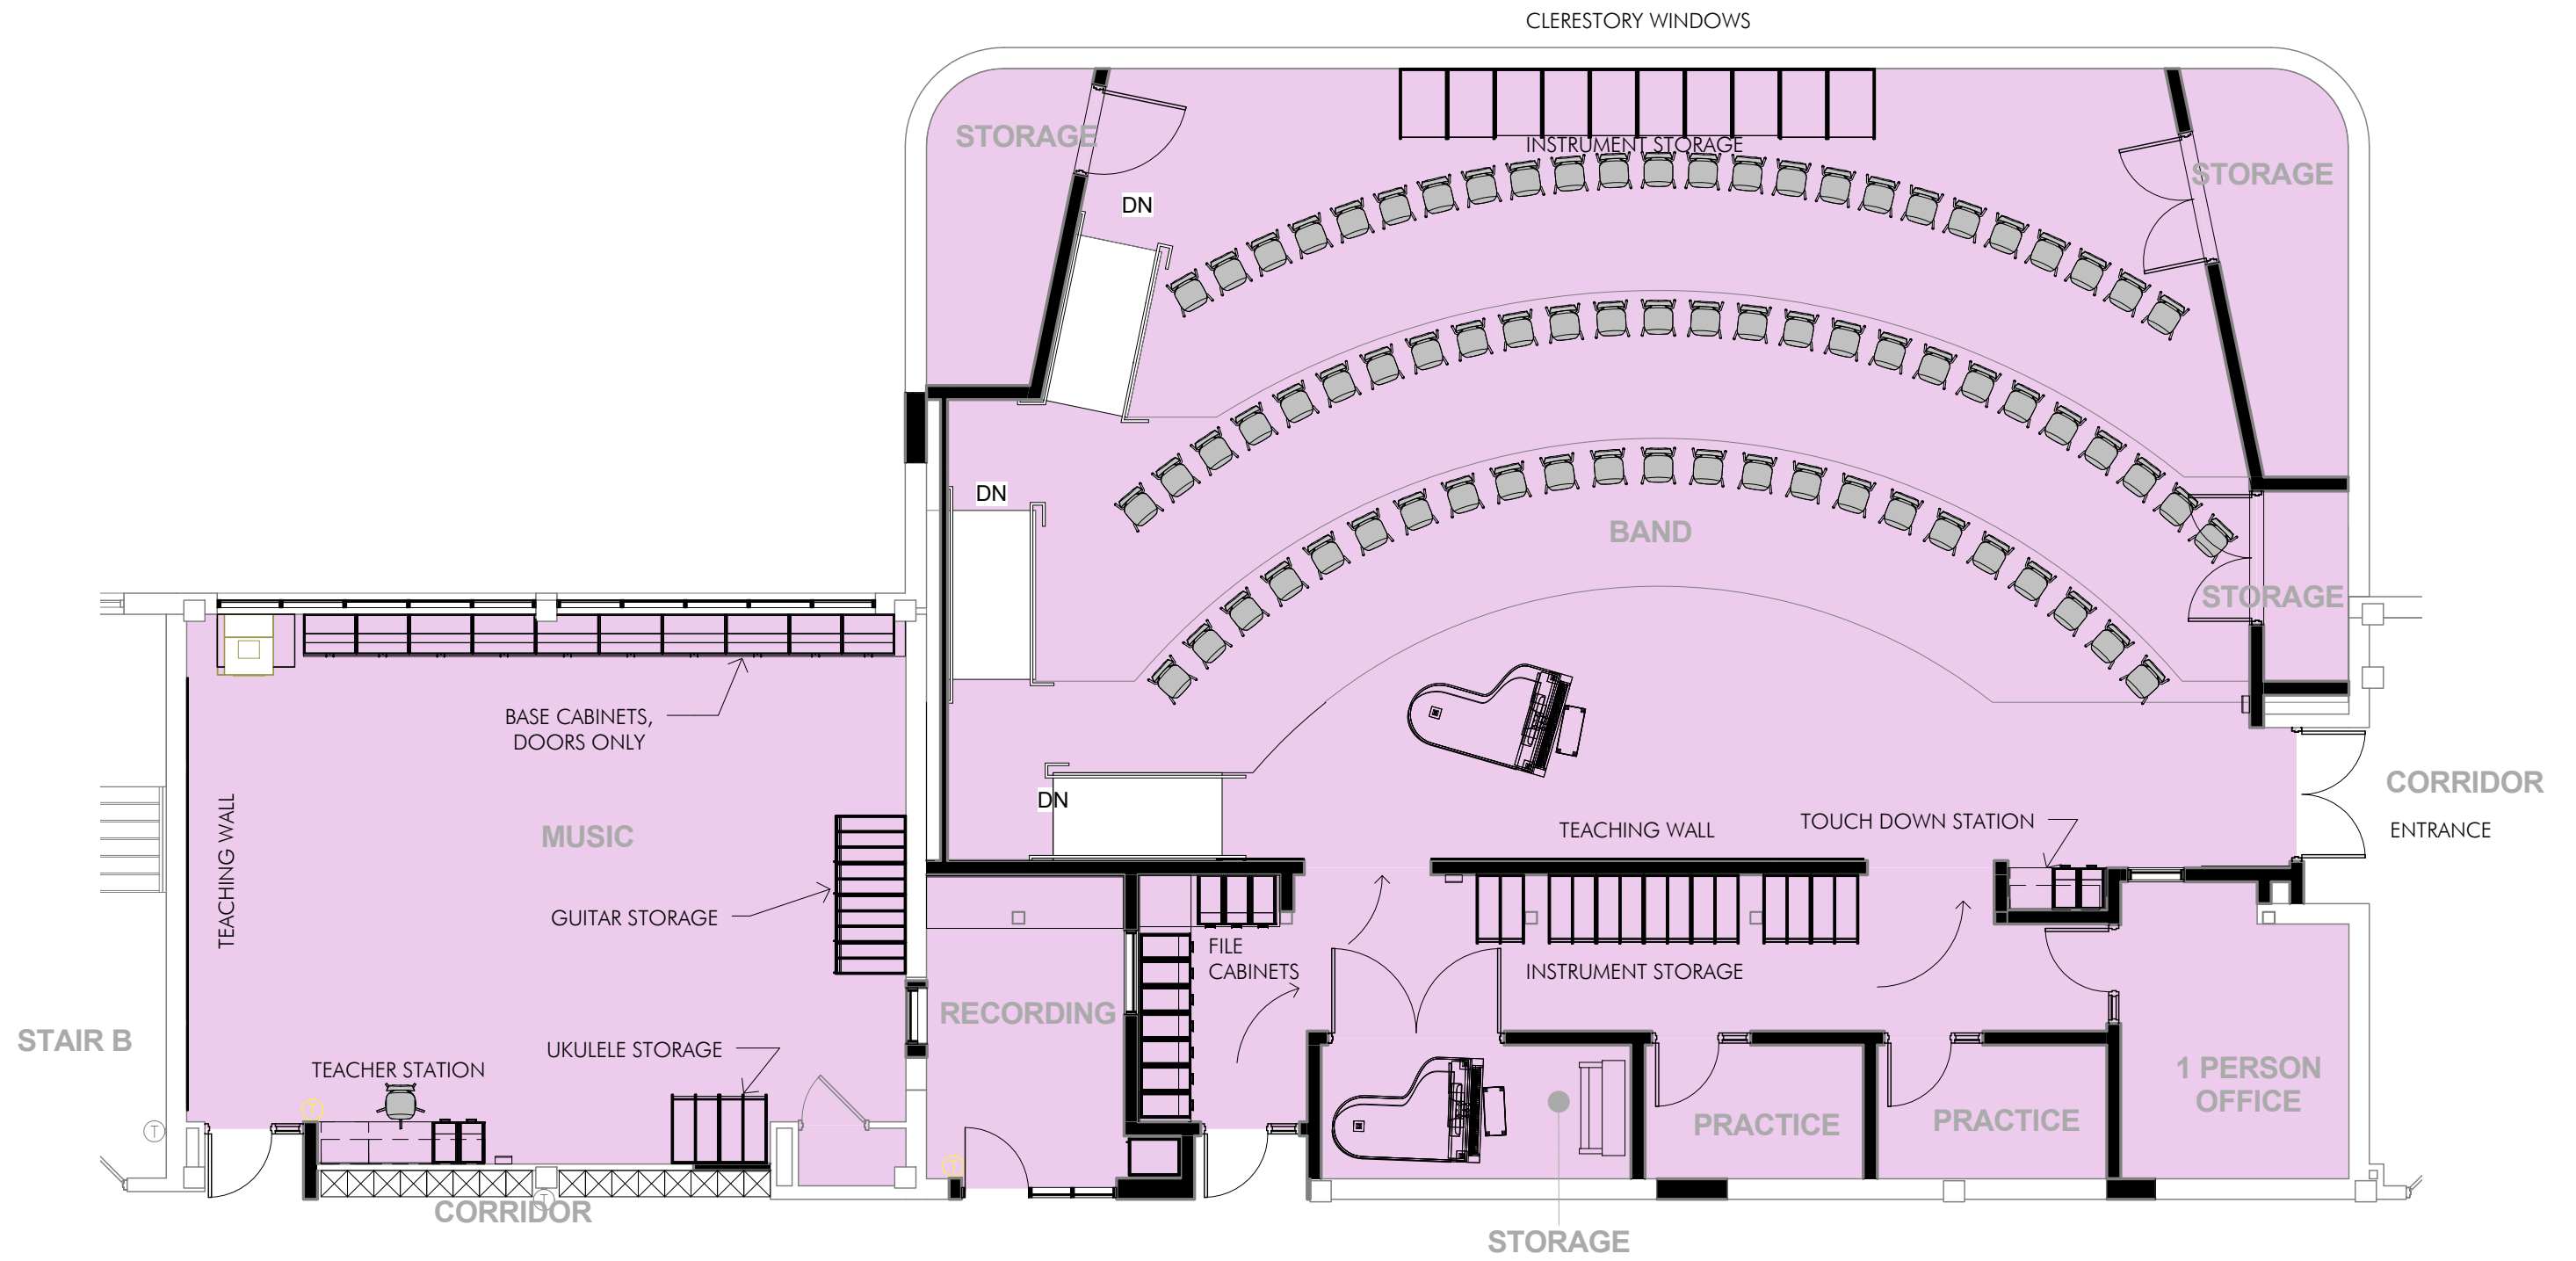 CLERESTORY WINDOWS
STORAGE
INSTRUMENT STORAGE
STORAGE
DN
DN
BAND
STORAGE
BASE CABINETS,
DOORS ONLY
CORRIDOR
DN
TEACHING WALL
TOUCH DOWN STATION
ENTRANCE
TEACHING WALL
MUSIC
GUITAR STORAGE
FILE
CABINETS
INSTRUMENT STORAGE
RECORDING
STAIR B
UKULELE STORAGE
TEACHER STATION
1 PERSON
OFFICE
PRACTICE
PRACTICE
T
T
T
CORRIDOR
STORAGE